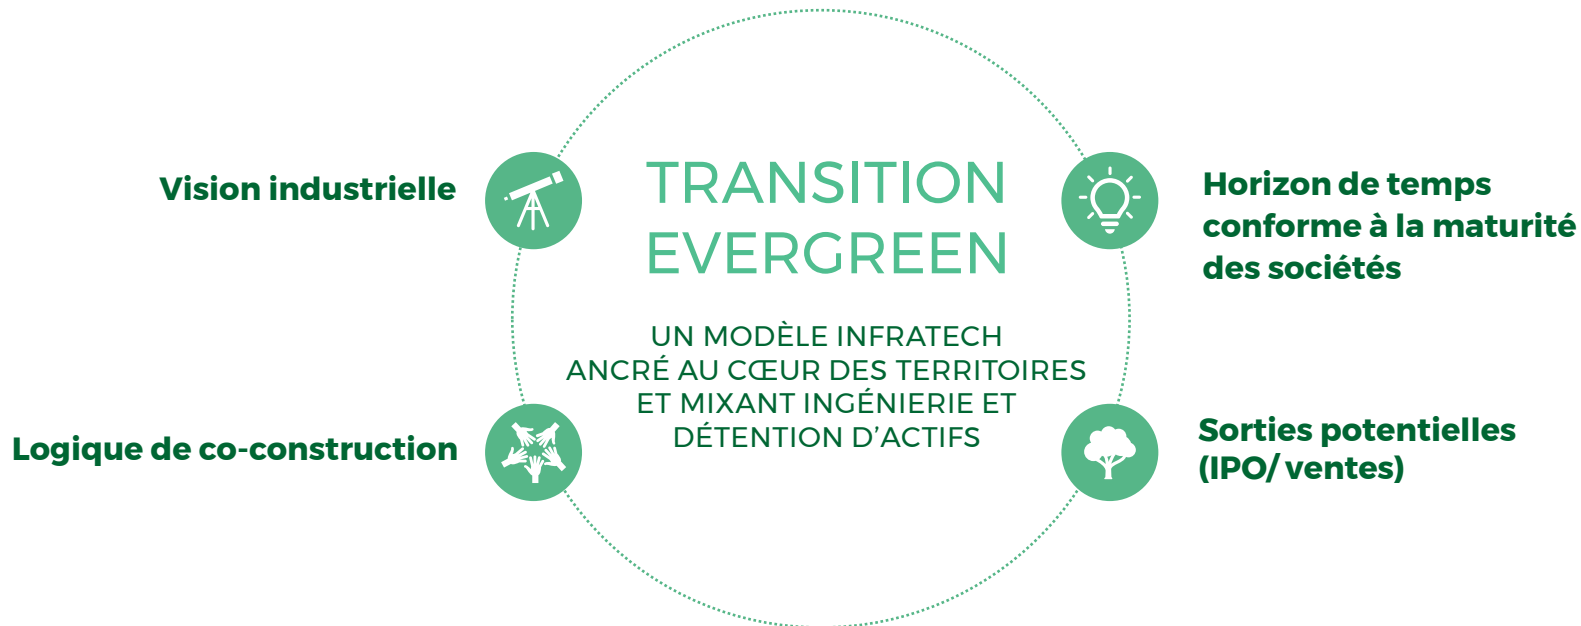 Vision industrielle
Logique de co-construction
TRANSITION
EVERGREEN
UN MODÈLE INFRATECH
ANCRÉ AU CŒUR DES TERRITOIRES
ET MIXANT INGÉNIERIE ET
DÉTENTION D’ACTIFS
Horizon de temps
conforme à la maturité
des sociétés
Sorties potentielles
(IPO/ ventes)